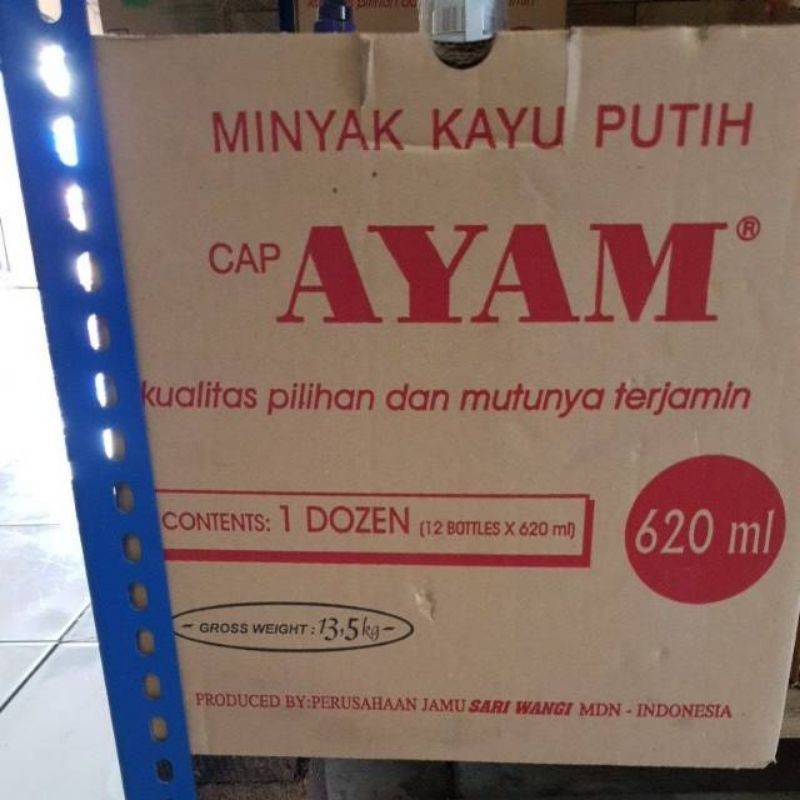 MINYAK KAYU PUTIH
CAP AYAM®
kualitas pilihan dan mutunya terjamin
CONTENTS: 1 DOZEN (12 BOTTLES X 620 ml)
620 ml
- GROSS WEIGHT : 13,5 kg -
PRODUCED BY:PERUSAHAAN JAMU SARI WANGI MDN - INDONESIA